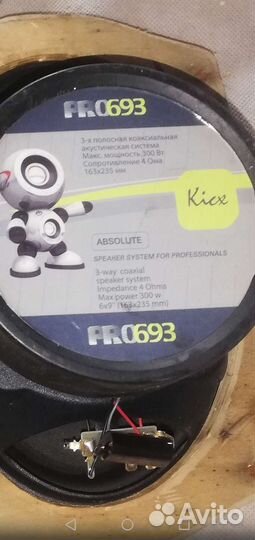 PRO693
3-х полосная коаксиальная
акустическая система
Макс. мощность 300 Вт
Сопротивление 4 Ома
163х235 мм
Kicx
ABSOLUTE
SPEAKER SYSTEM FOR PROFESSIONALS
3-way coaxial
speaker system
Impedance 4 Ohms
Max power 300 w
6x9" (163x235 mm)
PRO693
Avito